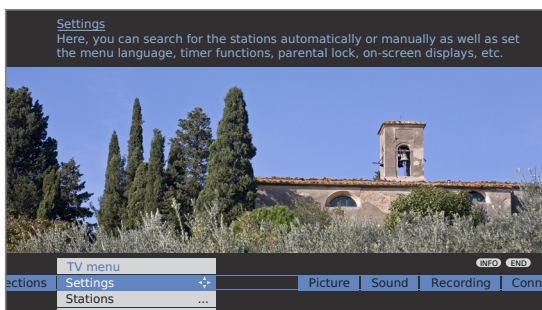 Settings
Here, you can search for the stations automatically or manually as well as set
the menu language, timer functions, parental lock, on-screen displays, etc.
INFO END
TV menu
ections Settings Picture Sound Recording Conn
Stations ...